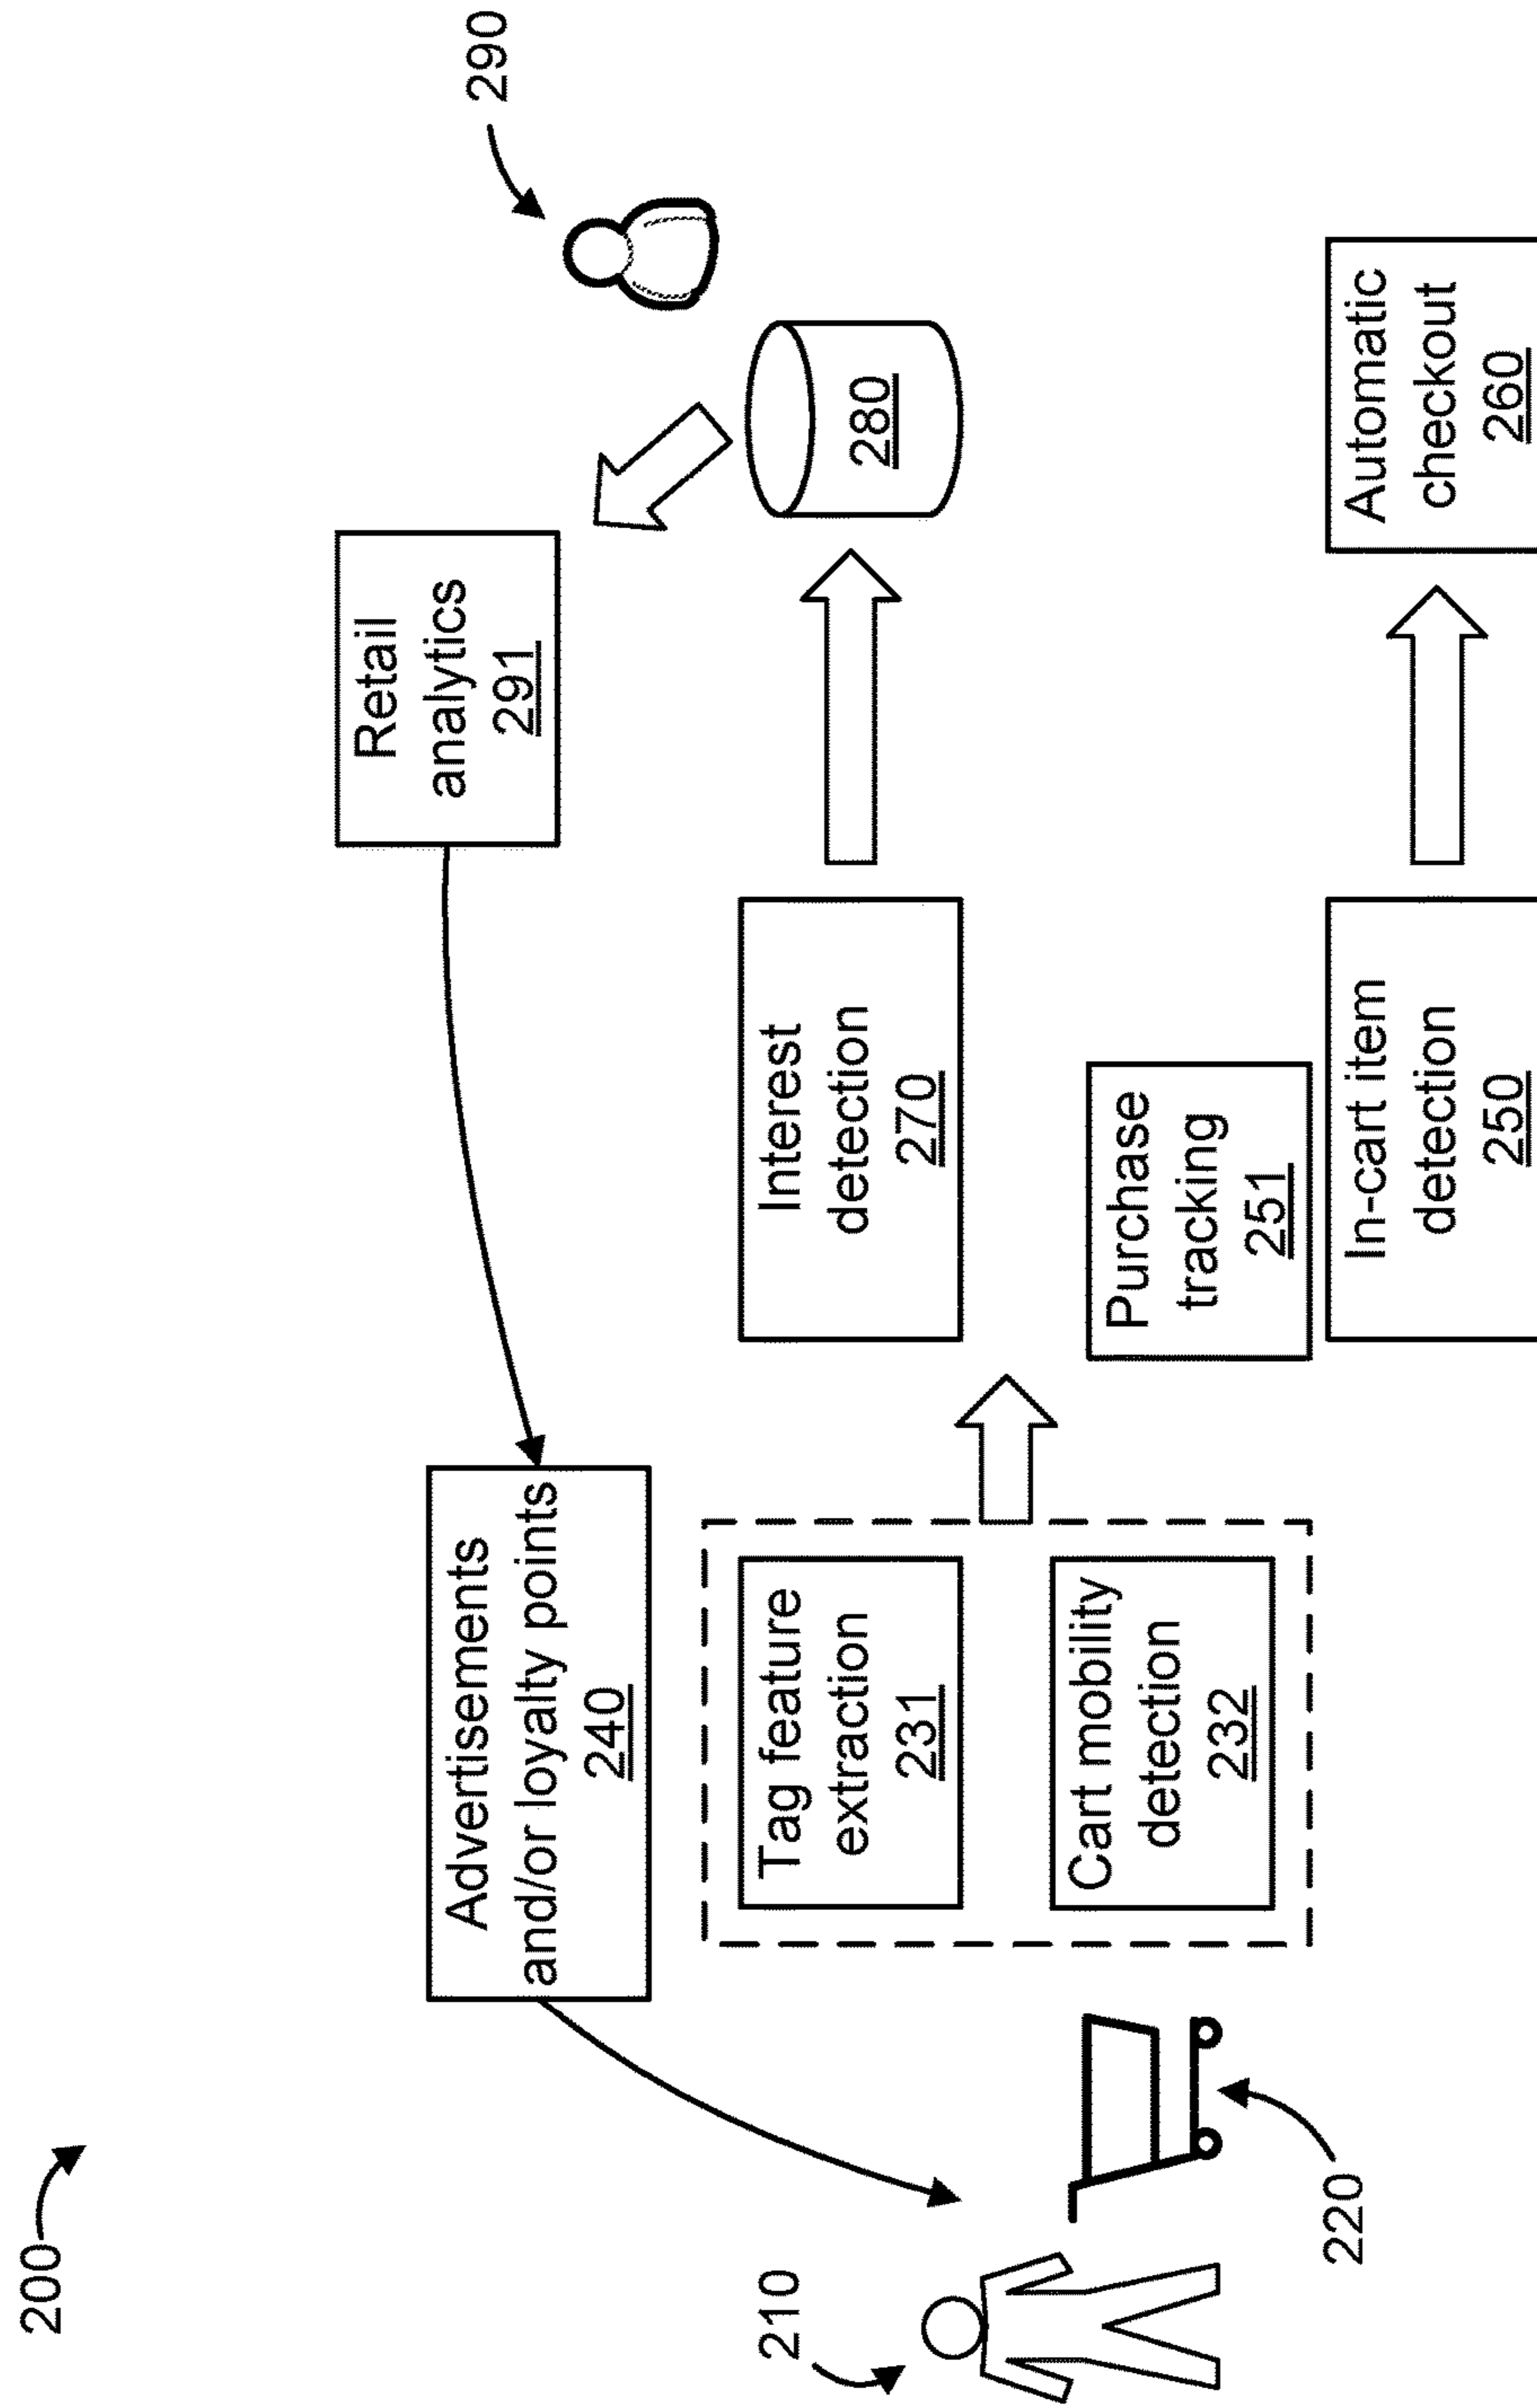 200
290
Retail
analytics
291
Advertisements
and/or loyalty points
240
210
Tag feature
extraction
231
Interest
detection
270
280
Cart mobility
detection
232
Purchase
tracking
251
220
In-cart item
detection
250
Automatic
checkout
260